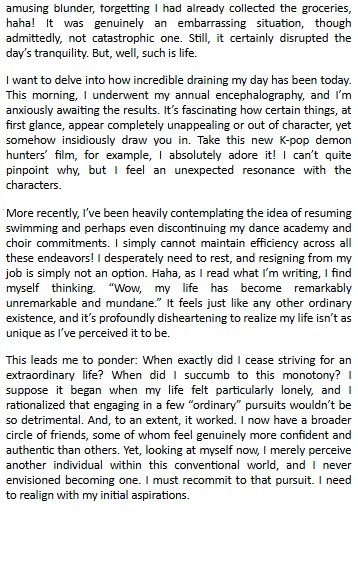 amusing blunder, forgetting I had already collected the groceries,
haha! It was genuinely an embarrassing situation, though
admittedly, not catastrophic one. Still, it certainly disrupted the
day's tranquility. But, well, such is life.
I want to delve into how incredible draining my day has been today.
This morning, I underwent my annual encephalography, and I'm
anxiously awaiting the results. It's fascinating how certain things, at
first glance, appear completely unappealing or out of character, yet
somehow insidiously draw you in. Take this new K-pop demon
hunters' film, for example, I absolutely adore it! I can't quite
pinpoint why, but I feel an unexpected resonance with the
characters.
More recently, I've been heavily contemplating the idea of resuming
swimming and perhaps even discontinuing my dance academy and
choir commitments. I simply cannot maintain efficiency across all
these endeavors! I desperately need to rest, and resigning from my
job is simply not an option. Haha, as I read what I'm writing, I find
myself thinking. "Wow, my life has become remarkably
unremarkable and mundane." It feels just like any other ordinary
existence, and it's profoundly disheartening to realize my life isn't as
unique as I've perceived it to be.
This leads me to ponder: When exactly did I cease striving for an
extraordinary life? When did I succumb to this monotony? I
suppose it began when my life felt particularly lonely, and I
rationalized that engaging in a few "ordinary" pursuits wouldn't be
so detrimental. And, to an extent, it worked. I now have a broader
circle of friends, some of whom feel genuinely more confident and
authentic than others. Yet, looking at myself now, I merely perceive
another individual within this conventional world, and I never
envisioned becoming one. I must recommit to that pursuit. I need
to realign with my initial aspirations.